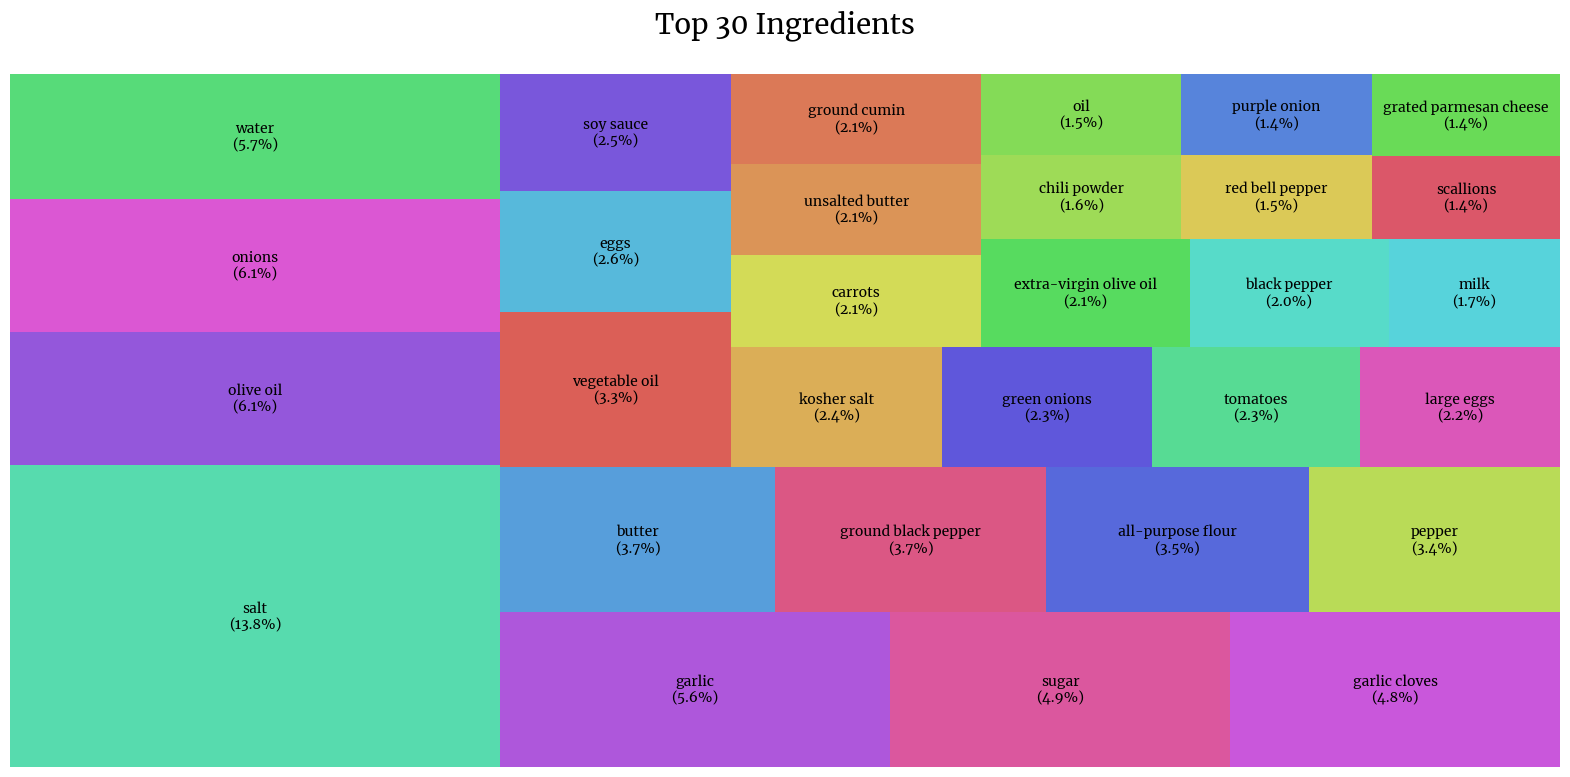 Top 30 Ingredients
water
(5.7%)
onions
(6.1%)
olive oil
(6.1%)
salt
(13.8%)
soy sauce
(2.5%)
eggs
(2.6%)
vegetable oil
(3.3%)
ground cumin
(2.1%)
unsalted butter
(2.1%)
carrots
(2.1%)
oil
(1.5%)
purple onion
(1.4%)
grated parmesan cheese
(1.4%)
chili powder
(1.6%)
red bell pepper
(1.5%)
scallions
(1.4%)
extra-virgin olive oil
(2.1%)
black pepper
(2.0%)
milk
(1.7%)
kosher salt
(2.4%)
green onions
(2.3%)
tomatoes
(2.3%)
large eggs
(2.2%)
butter
(3.7%)
ground black pepper
(3.7%)
all-purpose flour
(3.5%)
pepper
(3.4%)
garlic
(5.6%)
sugar
(4.9%)
garlic cloves
(4.8%)